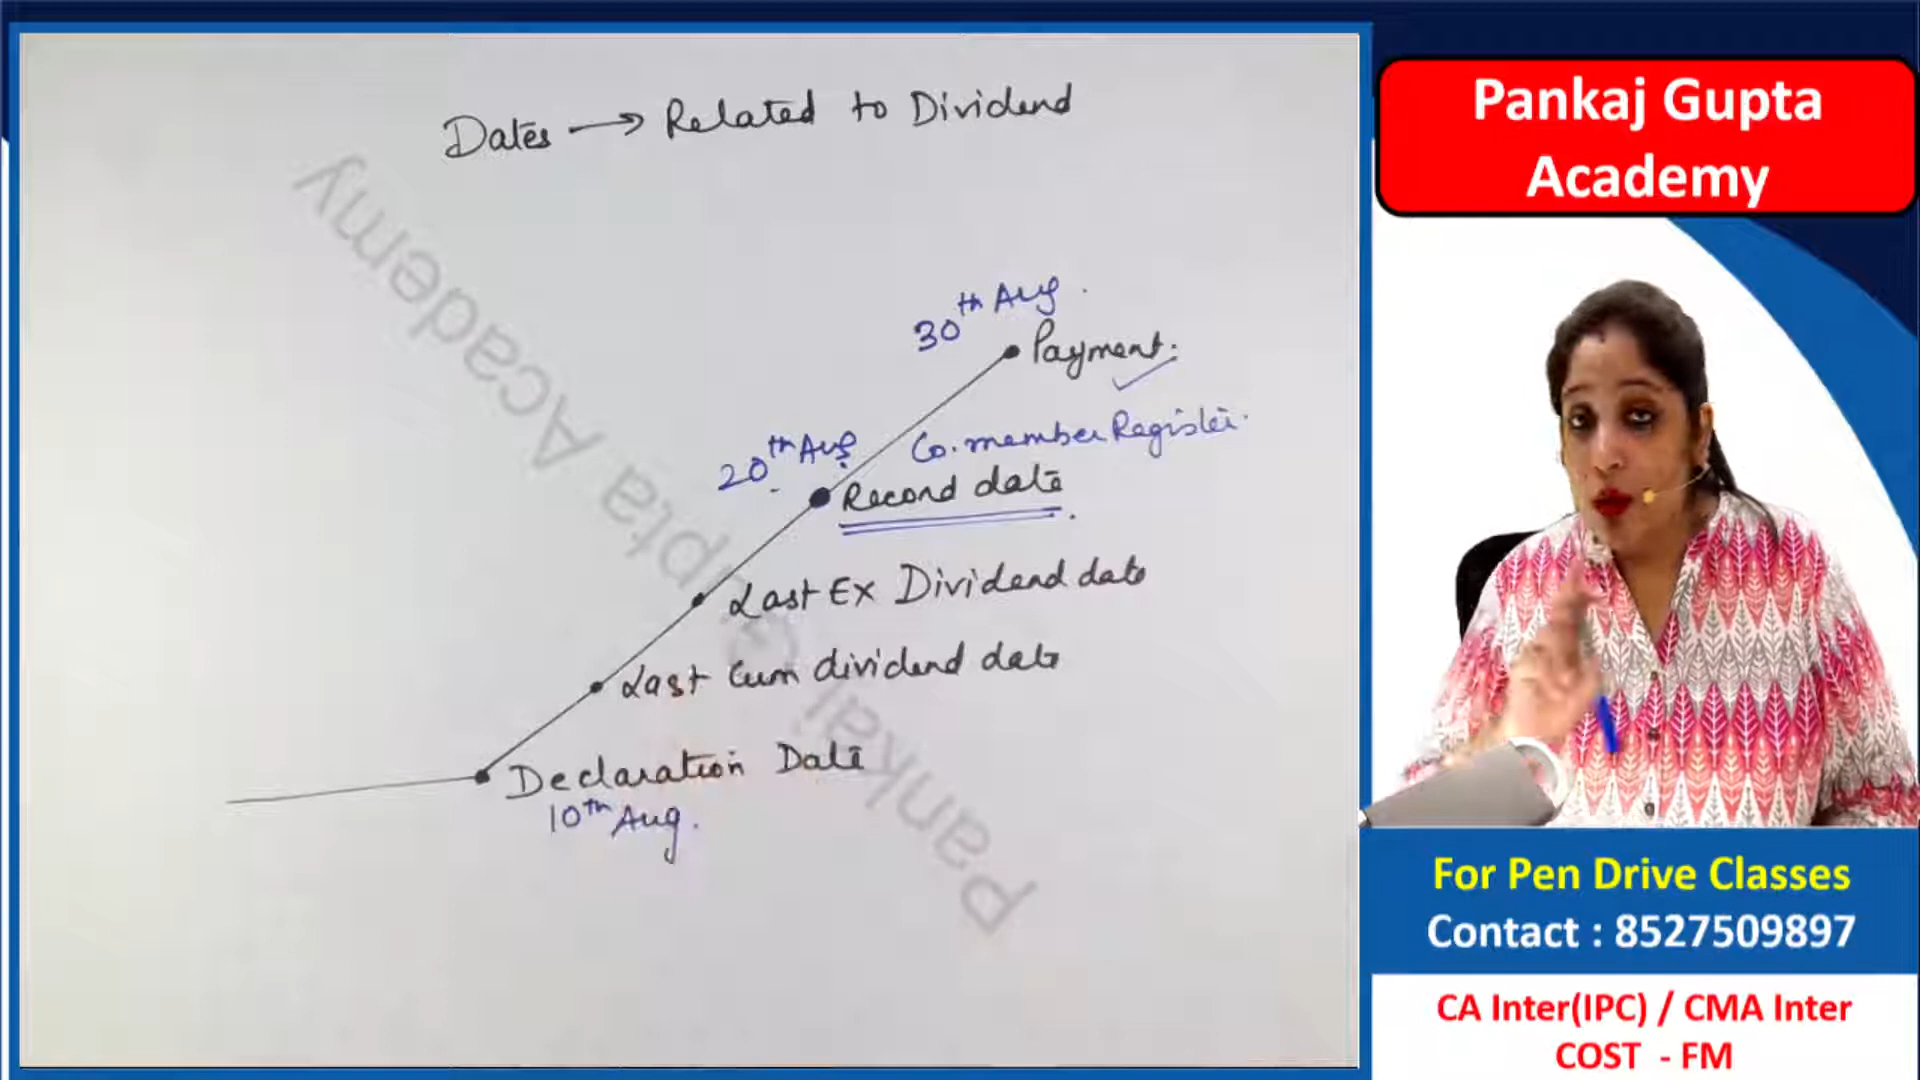 Dates → Related to Dividend
30th Aug.
Payment.
Co. member Register.
20th Aug.
Record date.
Last Ex Dividend date
Last Cum dividend date
Declaration Date
10th Aug.
Pankaj Gupta Academy
Pankaj Gupta
Academy
For Pen Drive Classes
Contact : 8527509897
CA Inter(IPC) / CMA Inter
COST - FM